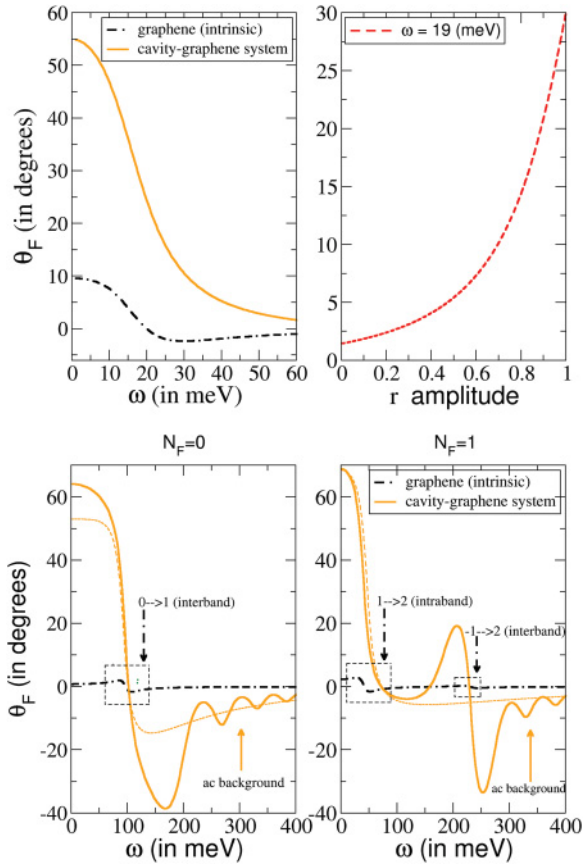 graphene (intrinsic)
cavity-graphene system
60
50
40
30
20
10
0
θF (in degrees)
0 10 20 30 40 50 60
ω (in meV)
ω = 19 (meV)
30
25
20
15
10
5
0
0 0.2 0.4 0.6 0.8 1
r amplitude
NF=0
60
40
20
0
-20
-40
θF (in degrees)
0-->1 (interband)
ac background
0 100 200 300 400
ω (in meV)
NF=1
graphene (intrinsic)
cavity-graphene system
1-->2 (intraband)
-1-->2 (interband)
ac background
0 100 200 300 400
ω (in meV)